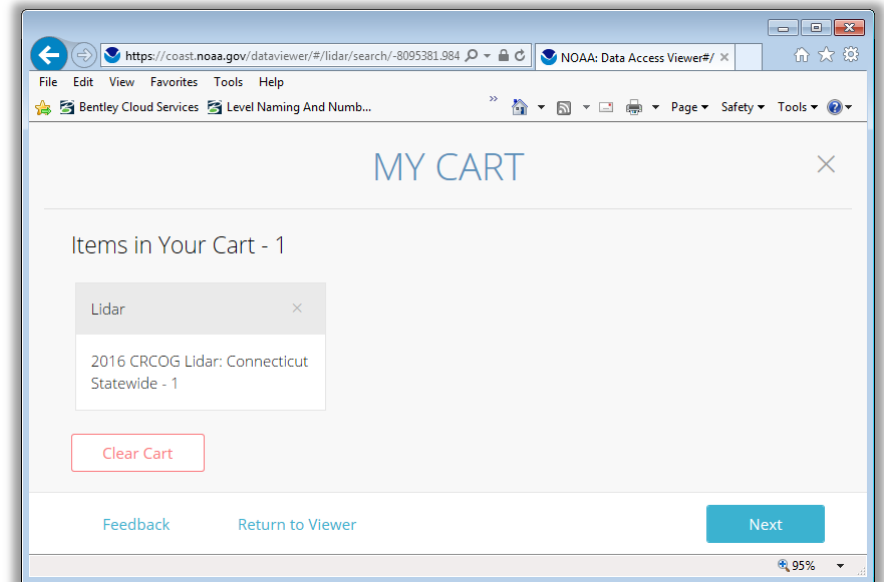 https://coast.noaa.gov/dataviewer/#/lidar/search/-8095381.984
NOAA: Data Access Viewer#/
File Edit View Favorites Tools Help
Bentley Cloud Services Level Naming And Numb... » Page Safety Tools
MY CART
Items in Your Cart - 1
Lidar
2016 CRCOG Lidar: Connecticut
Statewide - 1
Clear Cart
Feedback Return to Viewer Next
95%